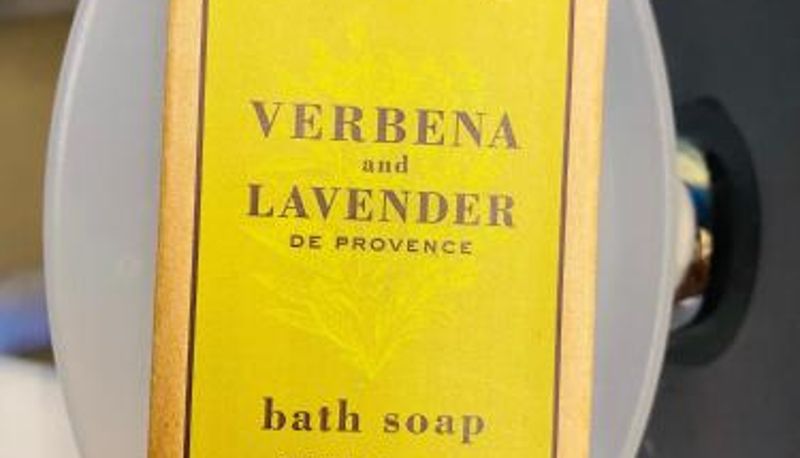 VERBENA
and
LAVENDER
DE PROVENCE
bath soap